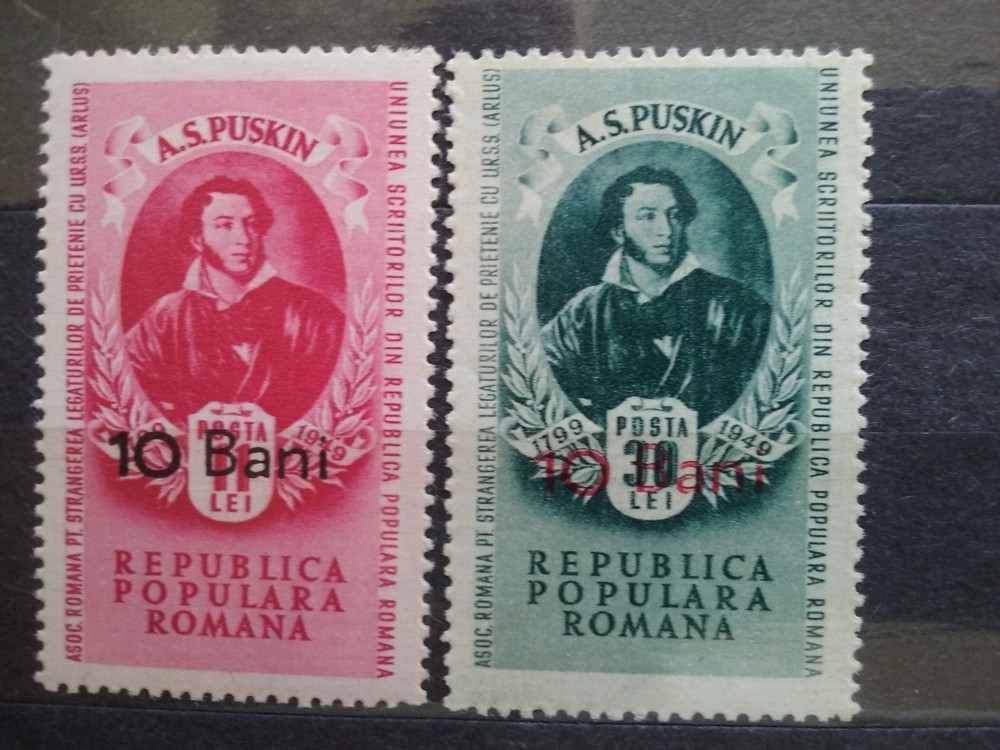 ASOC. ROMANA PT. STRANGEREA LEGATURILOR DE PRIETENIE CU U.R.S.S. (ARLUS)
A.S.PUSKIN
UNIUNEA SCRIITORILOR DIN REPUBLICA POPULARA ROMANA
1949
POSTA
11
LEI
10 Bani
REPUBLICA
POPULARA
ROMANA
ASOC. ROMANA PT. STRANGEREA LEGATURILOR DE PRIETENIE CU U.R.S.S. (ARLUS)
A.S.PUSKIN
UNIUNEA SCRIITORILOR DIN REPUBLICA POPULARA ROMANA
1799
POSTA
1949
30
LEI
10 Bani
REPUBLICA
POPULARA
ROMANA